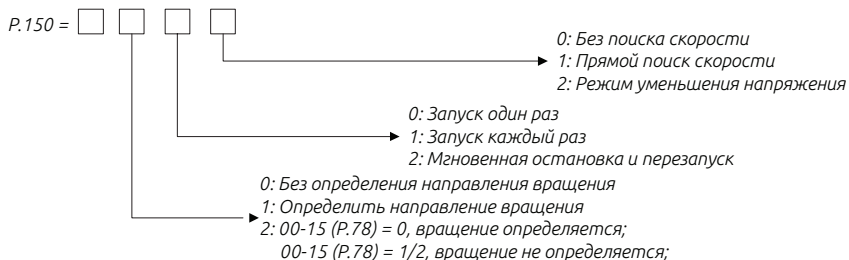 P.150 =
0: Без поиска скорости
1: Прямой поиск скорости
2: Режим уменьшения напряжения
0: Запуск один раз
1: Запуск каждый раз
2: Мгновенная остановка и перезапуск
0: Без определения направления вращения
1: Определить направление вращения
2: 00-15 (P.78) = 0, вращение определяется;
00-15 (P.78) = 1/2, вращение не определяется;